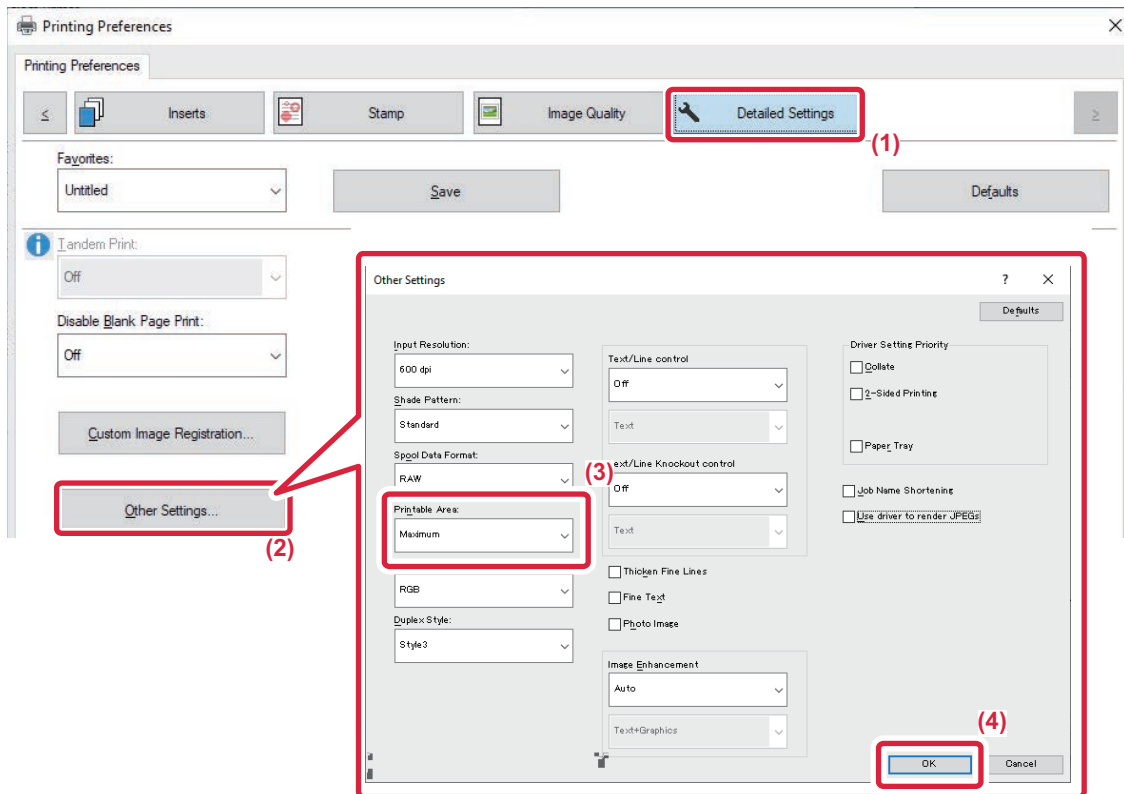 Printing Preferences
Printing Preferences
Inserts
Stamp
Image Quality
Detailed Settings
(1)
Favorites:
Untitled
Save
Defaults
Tandem Print:
Off
Disable Blank Page Print:
Off
Custom Image Registration...
Other Settings...
(2)
Other Settings
?
Defaults
Input Resolution:
600 dpi
Shade Pattern:
Standard
Spool Data Format:
RAW
(3)
Printable Area:
Maximum
RGB
Duplex Style:
Style3
Text/Line control
Off
Text
ext/Line Knockout control
Off
Text
Thicken Fine Lines
Fine Text
Photo Image
Image Enhancement
Auto
Text+Graphics
Driver Setting Priority
Collate
2-Sided Printing
Paper Tray
Job Name Shortening
Use driver to render JPEGs
(4)
OK
Cancel